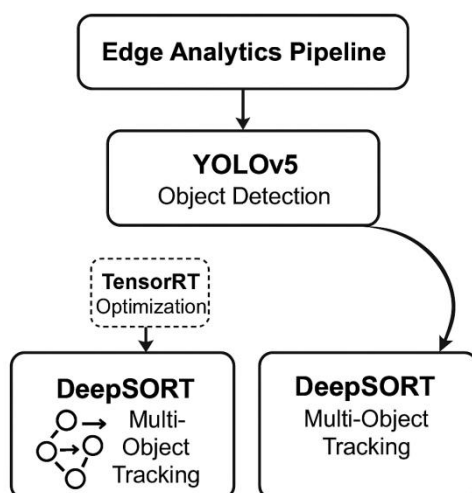 Edge Analytics Pipeline
YOLOv5
Object Detection
TensorRT
Optimization
DeepSORT
Multi-
Object
Tracking
DeepSORT
Multi-Object
Tracking